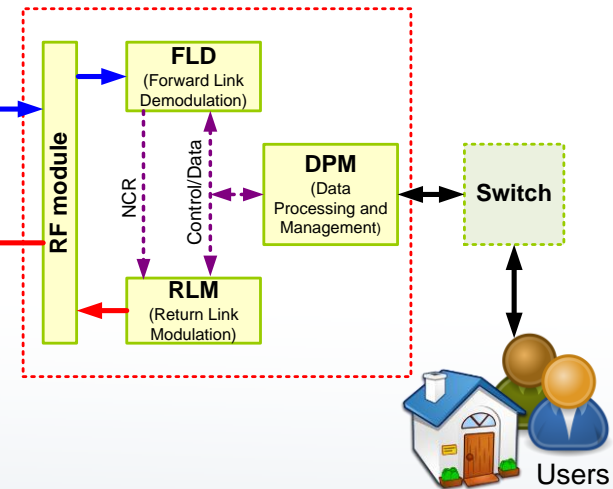 FLD
(Forward Link
Demodulation)
RF module
NCR
Control/Data
DPM
(Data
Processing and
Management)
Switch
RLM
(Return Link
Modulation)
Users